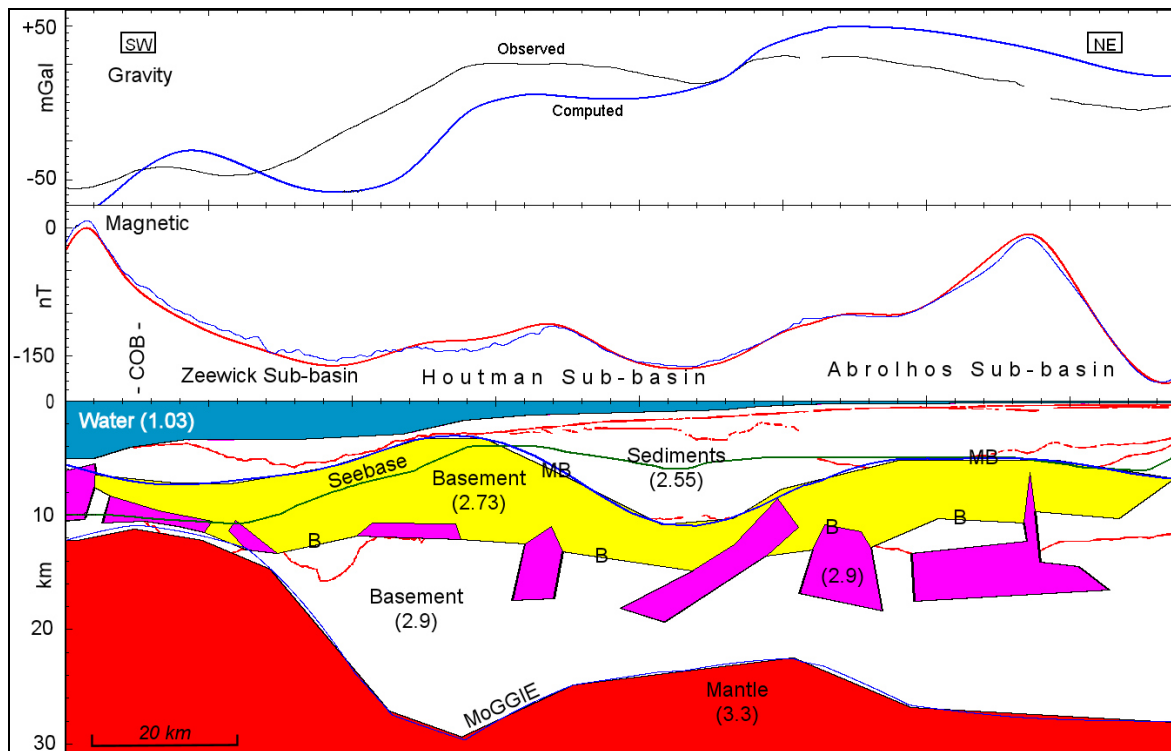 +50
SW
Observed
NE
Gravity
mGal
Computed
-50
0
Magnetic
nT
- COB -
-150
Zeewick Sub-basin
Houtman Sub-basin
Abrolhos Sub-basin
0
Water (1.03)
Sediments
(2.55)
MB
MB
Seebase
Basement
(2.73)
10
B
B
B
B
km
Basement
(2.9)
(2.9)
20
MoGGIE
Mantle
(3.3)
20 km
30